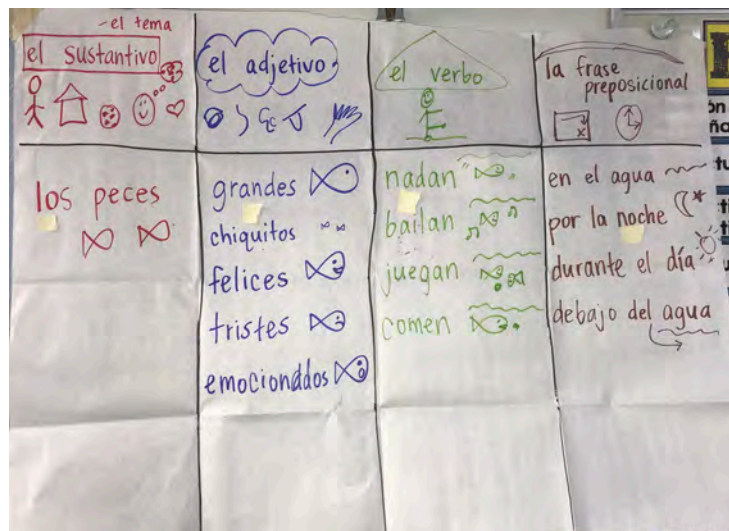 -el tema
el sustantivo
el adjetivo
el verbo
la frase
preposicional
los peces
grandes
chiquitos
felices
tristes
emocionados
nadan
bailan
juegan
comen
en el agua
por la noche
durante el día
debajo del agua